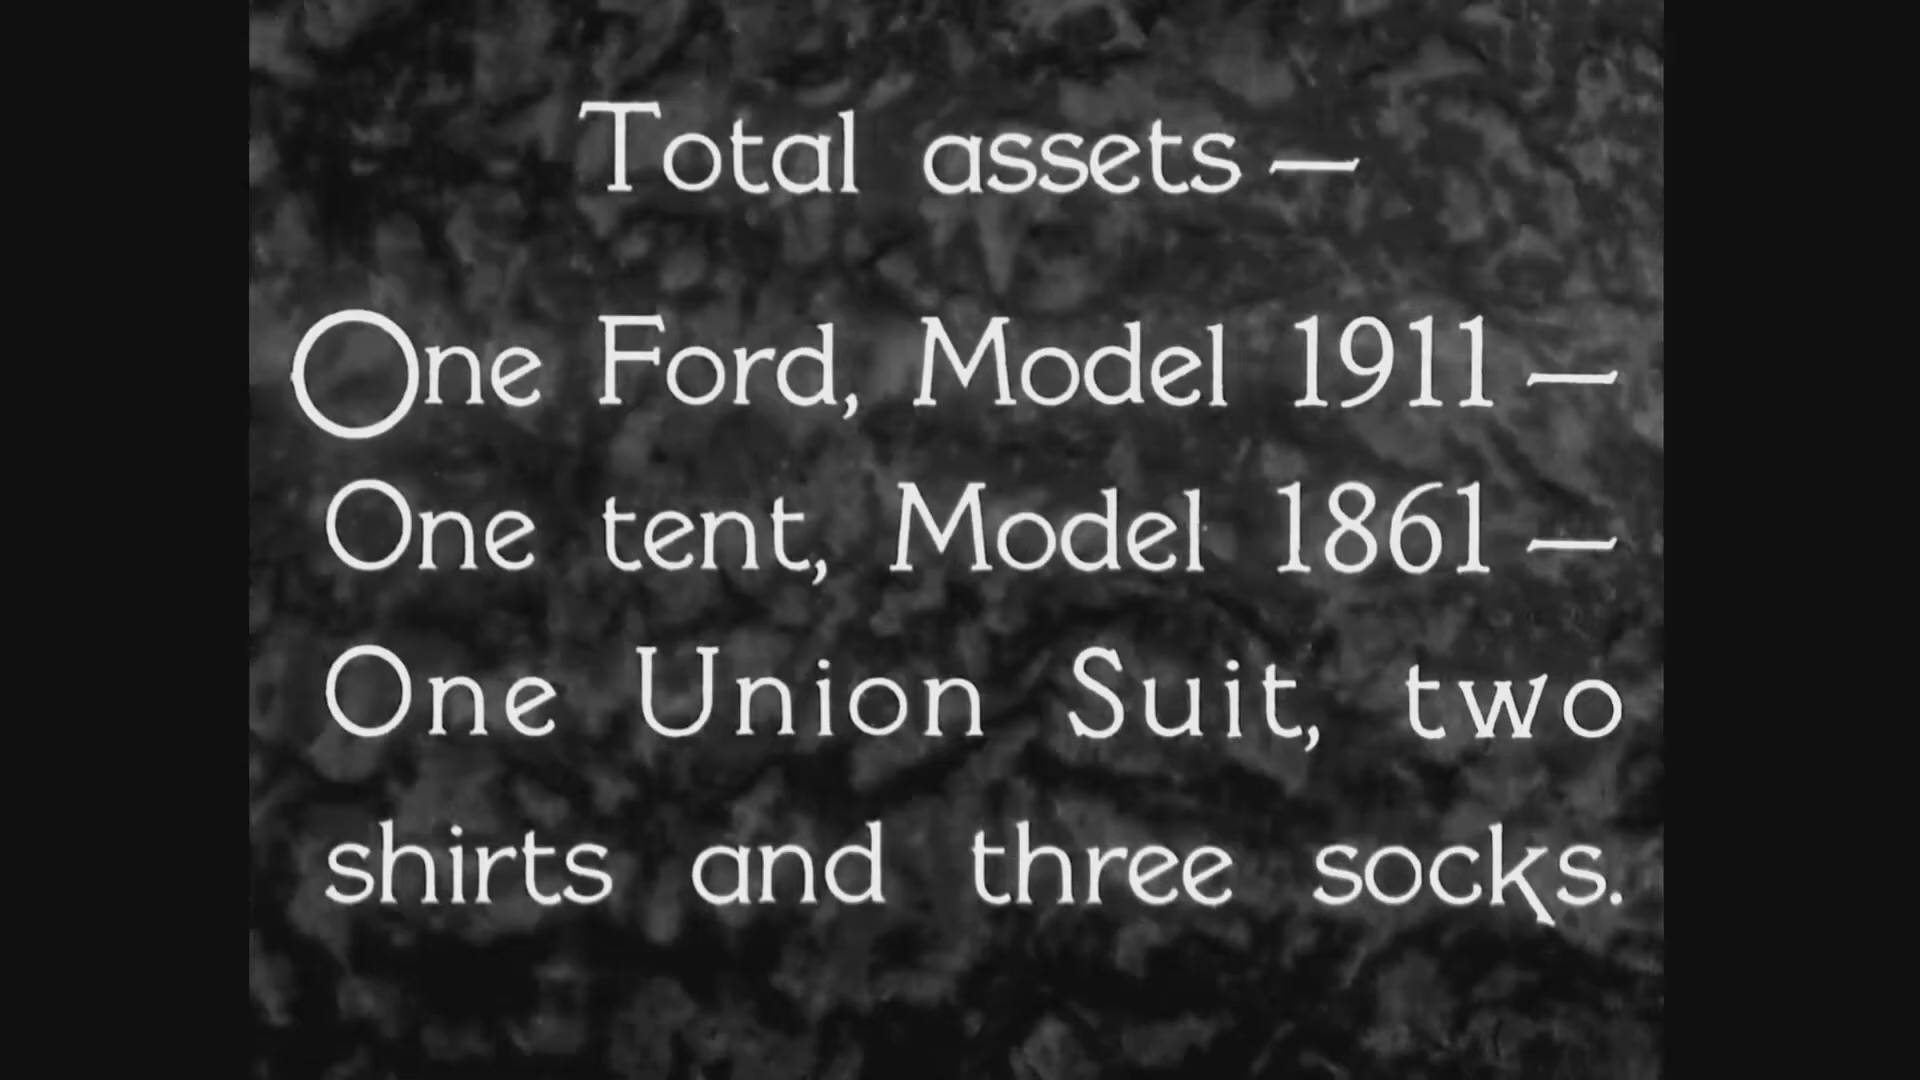 Total assets —
One Ford, Model 1911 —
One tent, Model 1861 —
One Union Suit, two
shirts and three socks.